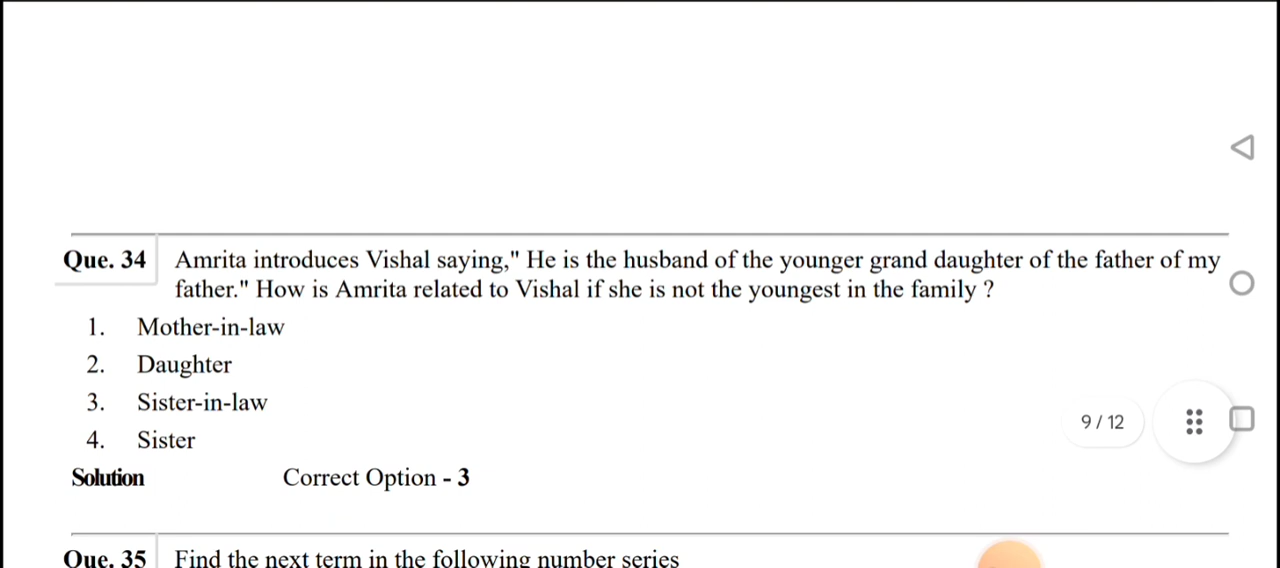 Que. 34 Amrita introduces Vishal saying," He is the husband of the younger grand daughter of the father of my
father." How is Amrita related to Vishal if she is not the youngest in the family ?
1. Mother-in-law
2. Daughter
3. Sister-in-law
4. Sister
9 / 12
Solution Correct Option - 3
Que. 35 Find the next term in the following number series